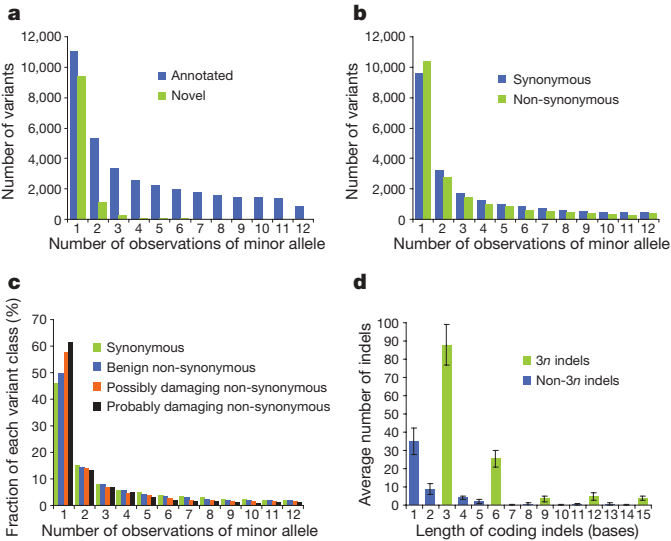 a
Number of variants
12,000
10,000
8,000
6,000
4,000
2,000
0
Annotated
Novel
1 2 3 4 5 6 7 8 9 10 11 12
Number of observations of minor allele
b
Number of variants
12,000
10,000
8,000
6,000
4,000
2,000
0
Synonymous
Non-synonymous
1 2 3 4 5 6 7 8 9 10 11 12
Number of observations of minor allele
c
Fraction of each variant class (%)
70
60
50
40
30
20
10
0
Synonymous
Benign non-synonymous
Possibly damaging non-synonymous
Probably damaging non-synonymous
1 2 3 4 5 6 7 8 9 10 11 12
Number of observations of minor allele
d
Average number of indels
100
90
80
70
60
50
40
30
20
10
0
3n indels
Non-3n indels
1 2 3 4 5 6 7 8 9 10 11 12 13 14 15
Length of coding indels (bases)